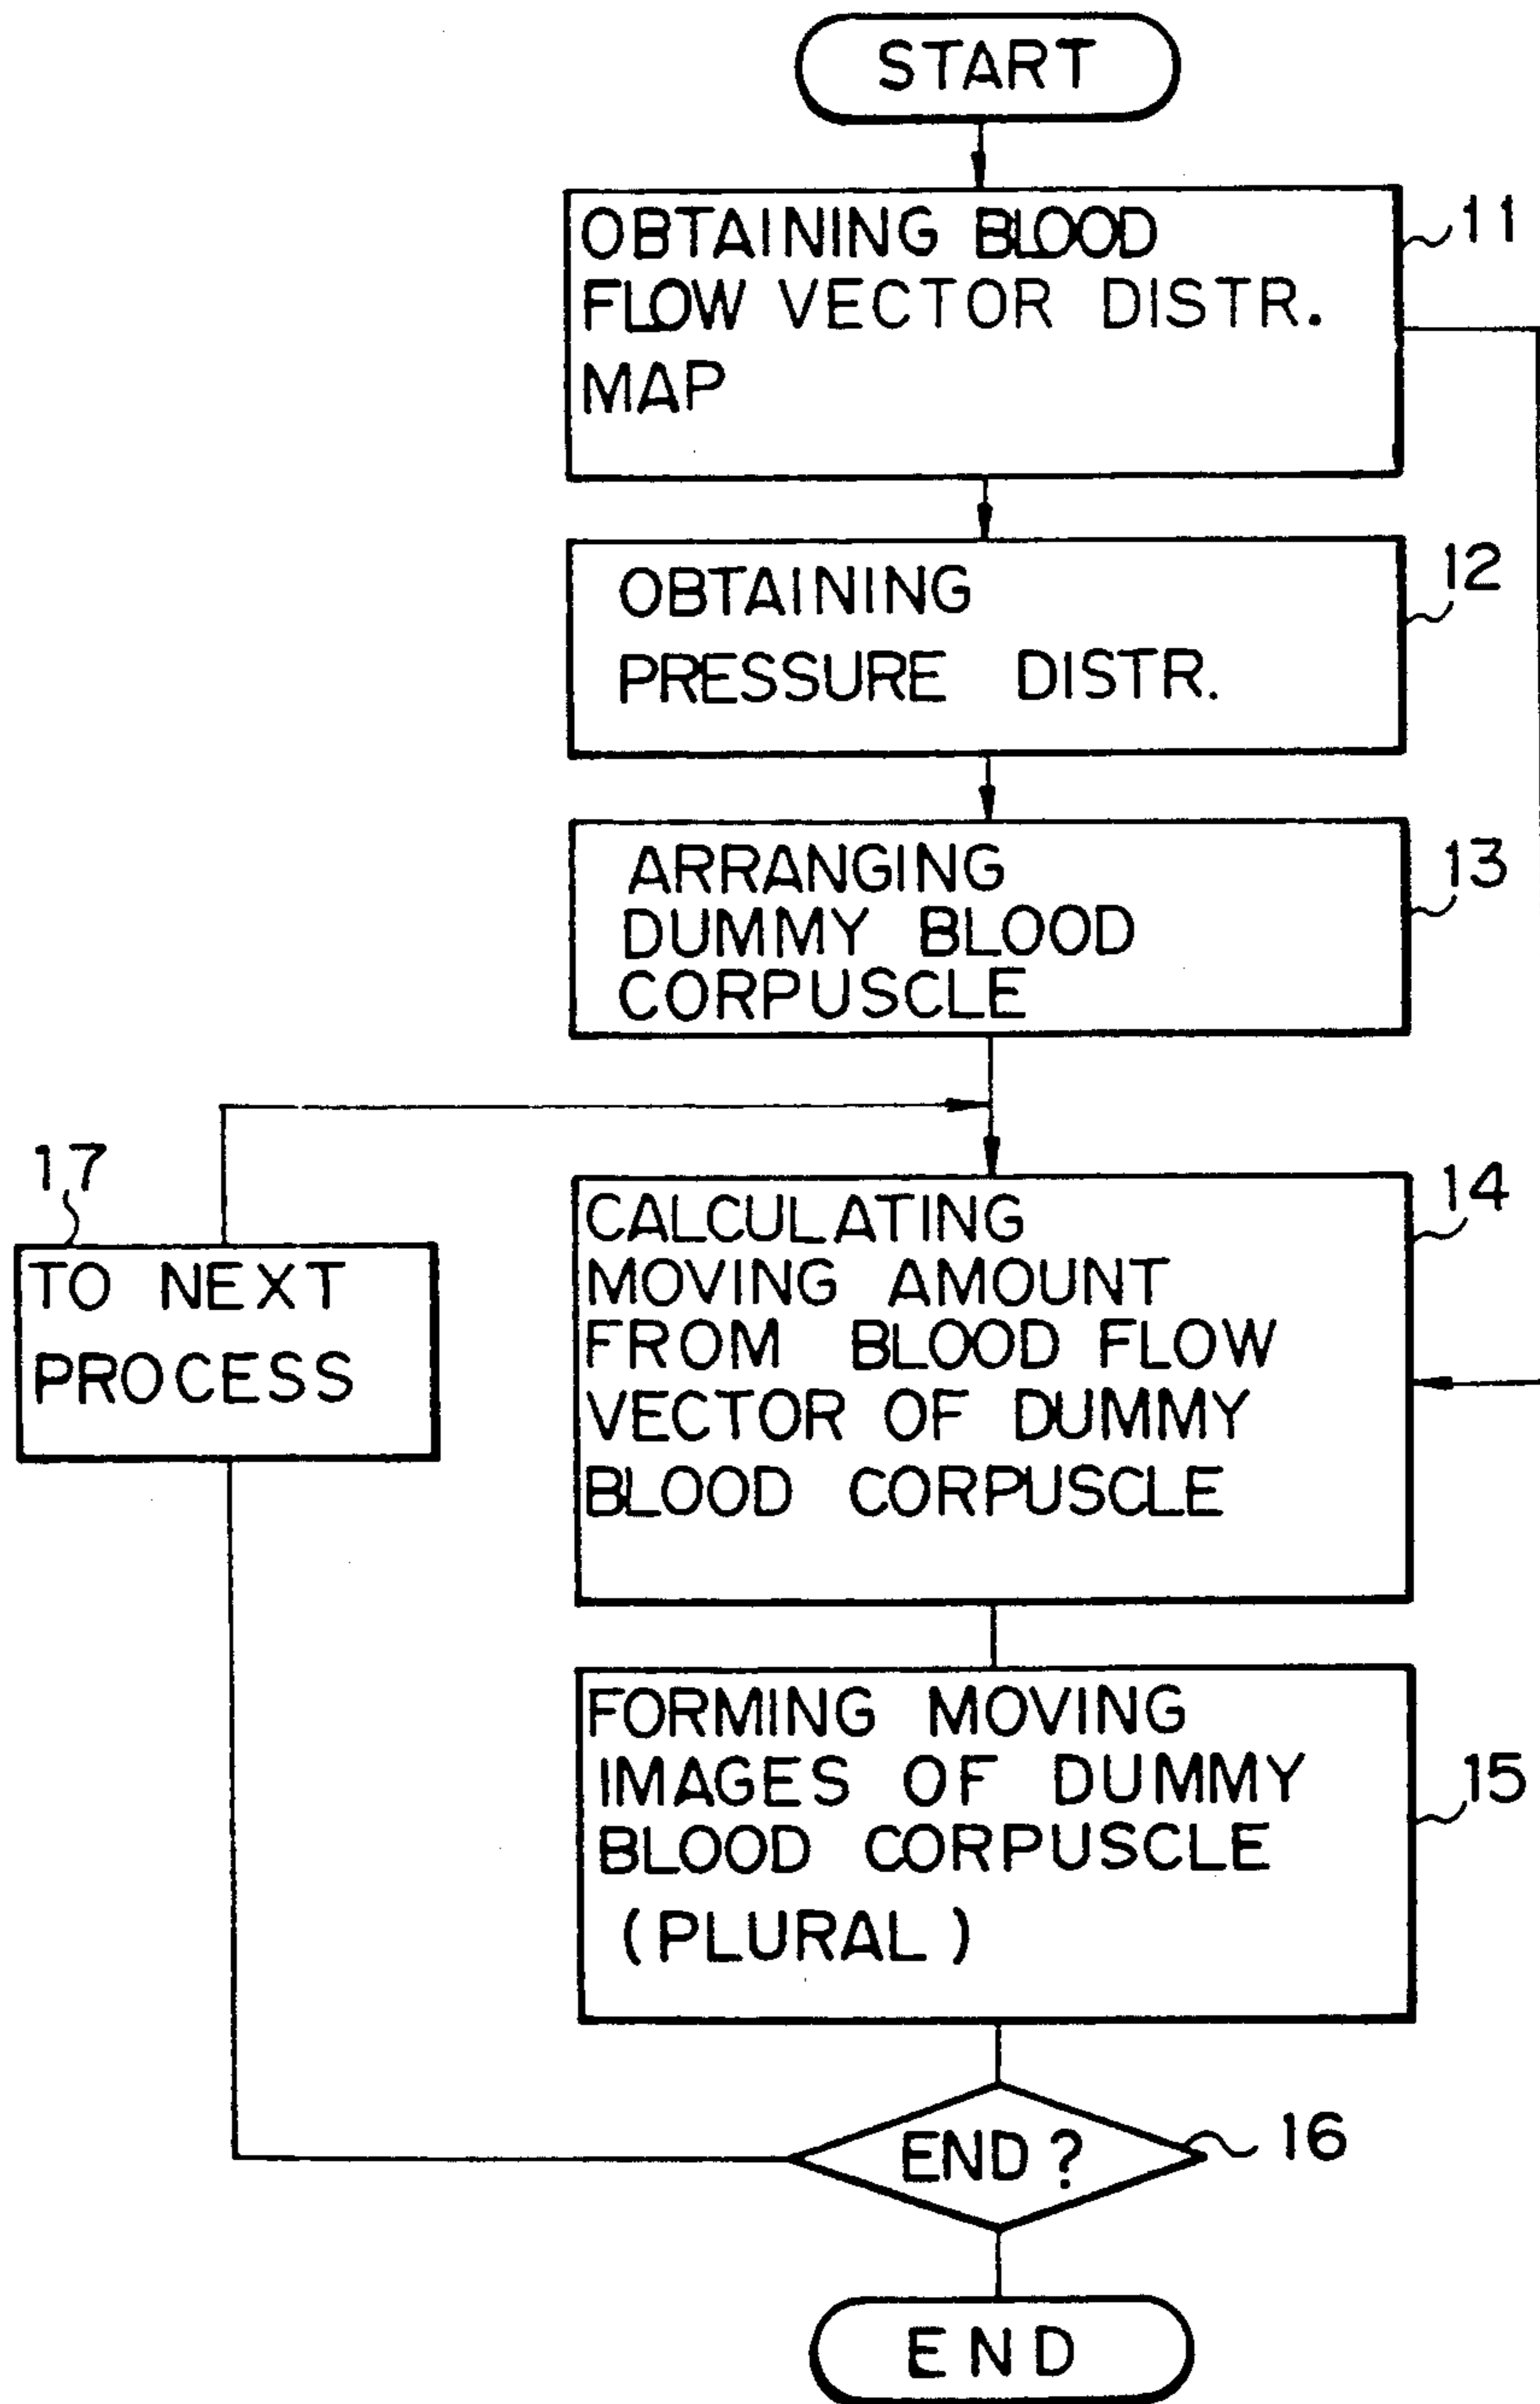 START
OBTAINING BLOOD
FLOW VECTOR DISTR.
MAP
11
OBTAINING
PRESSURE DISTR.
12
ARRANGING
DUMMY BLOOD
CORPUSCLE
13
17
TO NEXT
PROCESS
CALCULATING
MOVING AMOUNT
FROM BLOOD FLOW
VECTOR OF DUMMY
BLOOD CORPUSCLE
14
FORMING MOVING
IMAGES OF DUMMY
BLOOD CORPUSCLE
(PLURAL)
15
END?
16
END